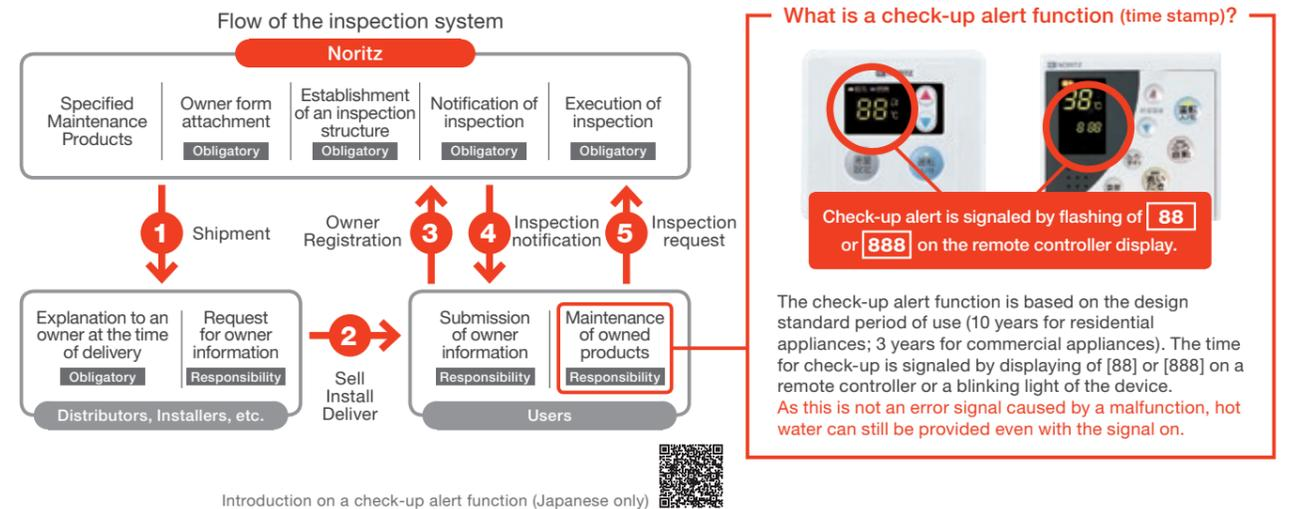 Flow of the inspection system
Noritz
Specified
Maintenance
Products
Owner form
attachment
Obligatory
Establishment
of an inspection
structure
Obligatory
Notification of
inspection
Obligatory
Execution of
inspection
Obligatory
1
Shipment
Owner
Registration
3
4
Inspection
notification
5
Inspection
request
Explanation to an
owner at the time
of delivery
Obligatory
Request
for owner
information
Responsibility
Distributors, Installers, etc.
2
Sell
Install
Deliver
Submission
of owner
information
Responsibility
Maintenance
of owned
products
Responsibility
Users
Introduction on a check-up alert function (Japanese only)
What is a check-up alert function (time stamp)?
88
NORITZ
38
888
Check-up alert is signaled by flashing of 88
or 888 on the remote controller display.
The check-up alert function is based on the design
standard period of use (10 years for residential
appliances; 3 years for commercial appliances). The time
for check-up is signaled by displaying of [88] or [888] on a
remote controller or a blinking light of the device.
As this is not an error signal caused by a malfunction, hot
water can still be provided even with the signal on.